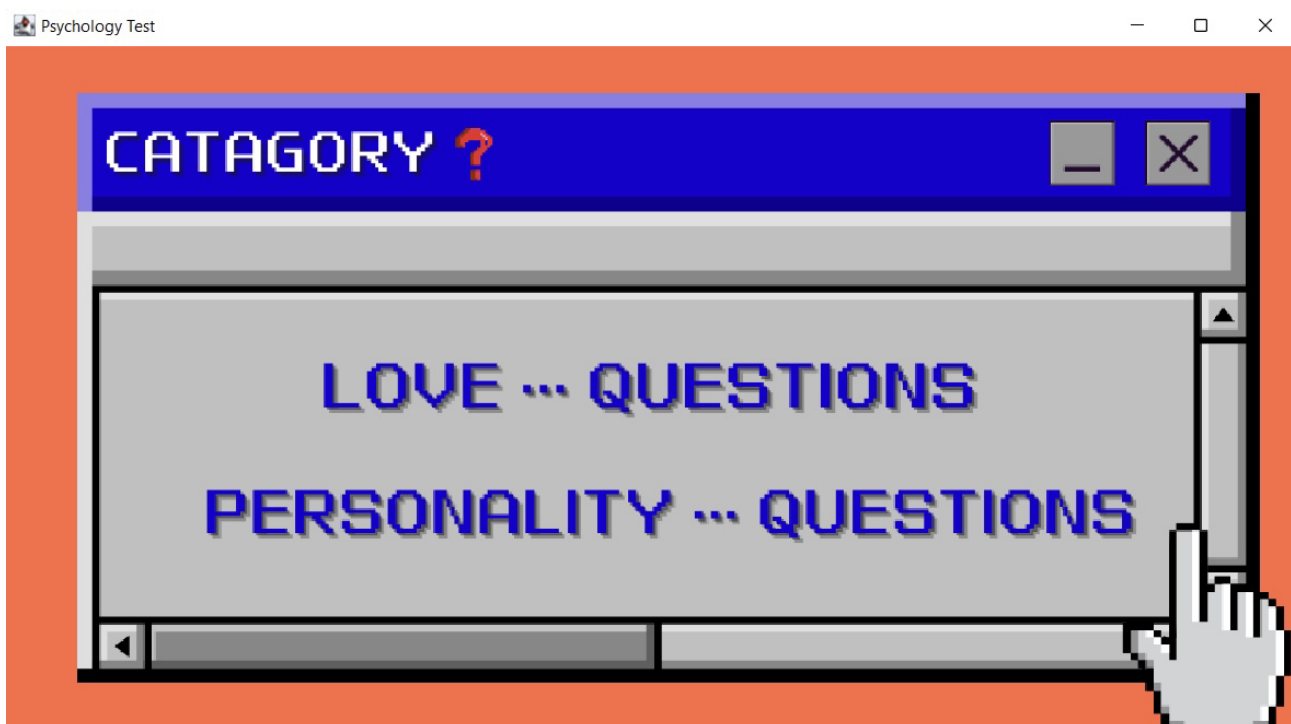 Psychology Test
CATAGORY ?
LOVE ... QUESTIONS
PERSONALITY ... QUESTIONS